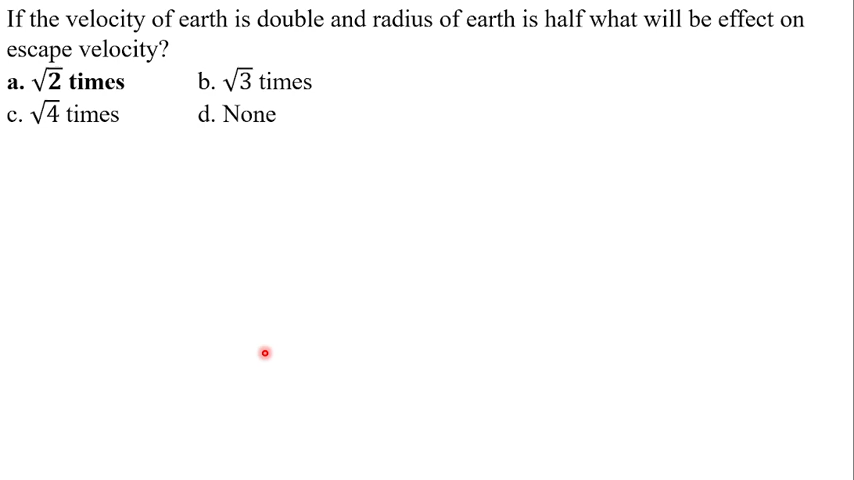 If the velocity of earth is double and radius of earth is half what will be effect on
escape velocity?
a. √2 times b. √3 times
c. √4 times d. None